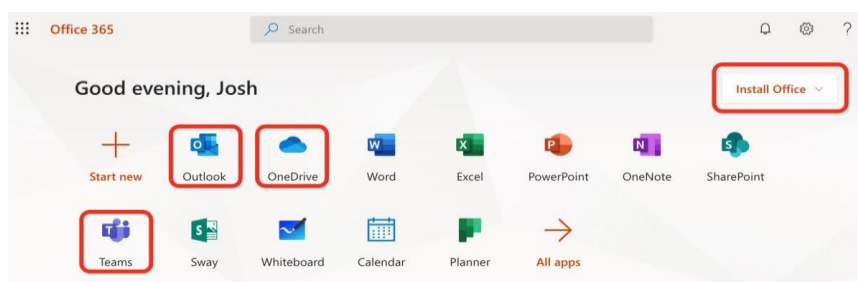 Office 365 Search ?
Good evening, Josh
Install Office
Start new Outlook OneDrive Word Excel PowerPoint OneNote SharePoint
Teams Sway Whiteboard Calendar Planner All apps